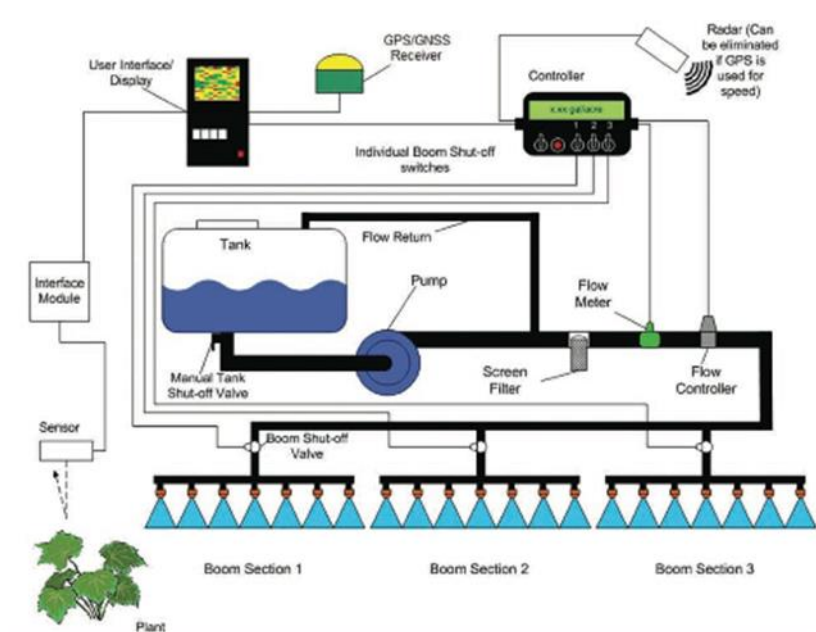 GPS/GNSS
Receiver
Radar (Can
be eliminated
if GPS is
used for
speed)
User Interface/
Display
Controller
1 2 3
Individual Boom Shut-off
switches
Tank
Flow Return
Interface
Module
Pump
Flow
Meter
Manual Tank
Shut-off Valve
Screen
Filter
Flow
Controller
Sensor
Boom Shut-off
Valve
Boom Section 1
Boom Section 2
Boom Section 3
Plant